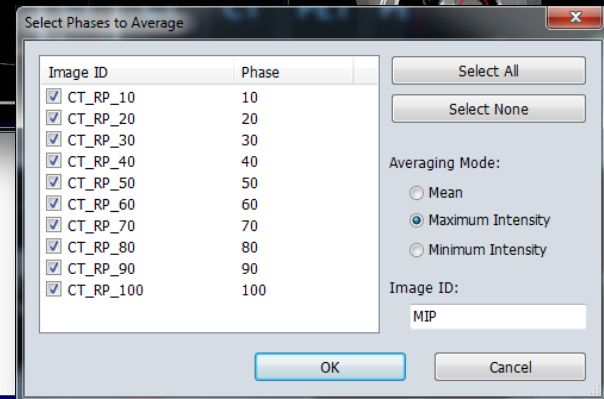 Select Phases to Average
Image ID Phase
CT_RP_10 10
CT_RP_20 20
CT_RP_30 30
CT_RP_40 40
CT_RP_50 50
CT_RP_60 60
CT_RP_70 70
CT_RP_80 80
CT_RP_90 90
CT_RP_100 100
Select All
Select None
Averaging Mode:
Mean
Maximum Intensity
Minimum Intensity
Image ID:
MIP
OK
Cancel